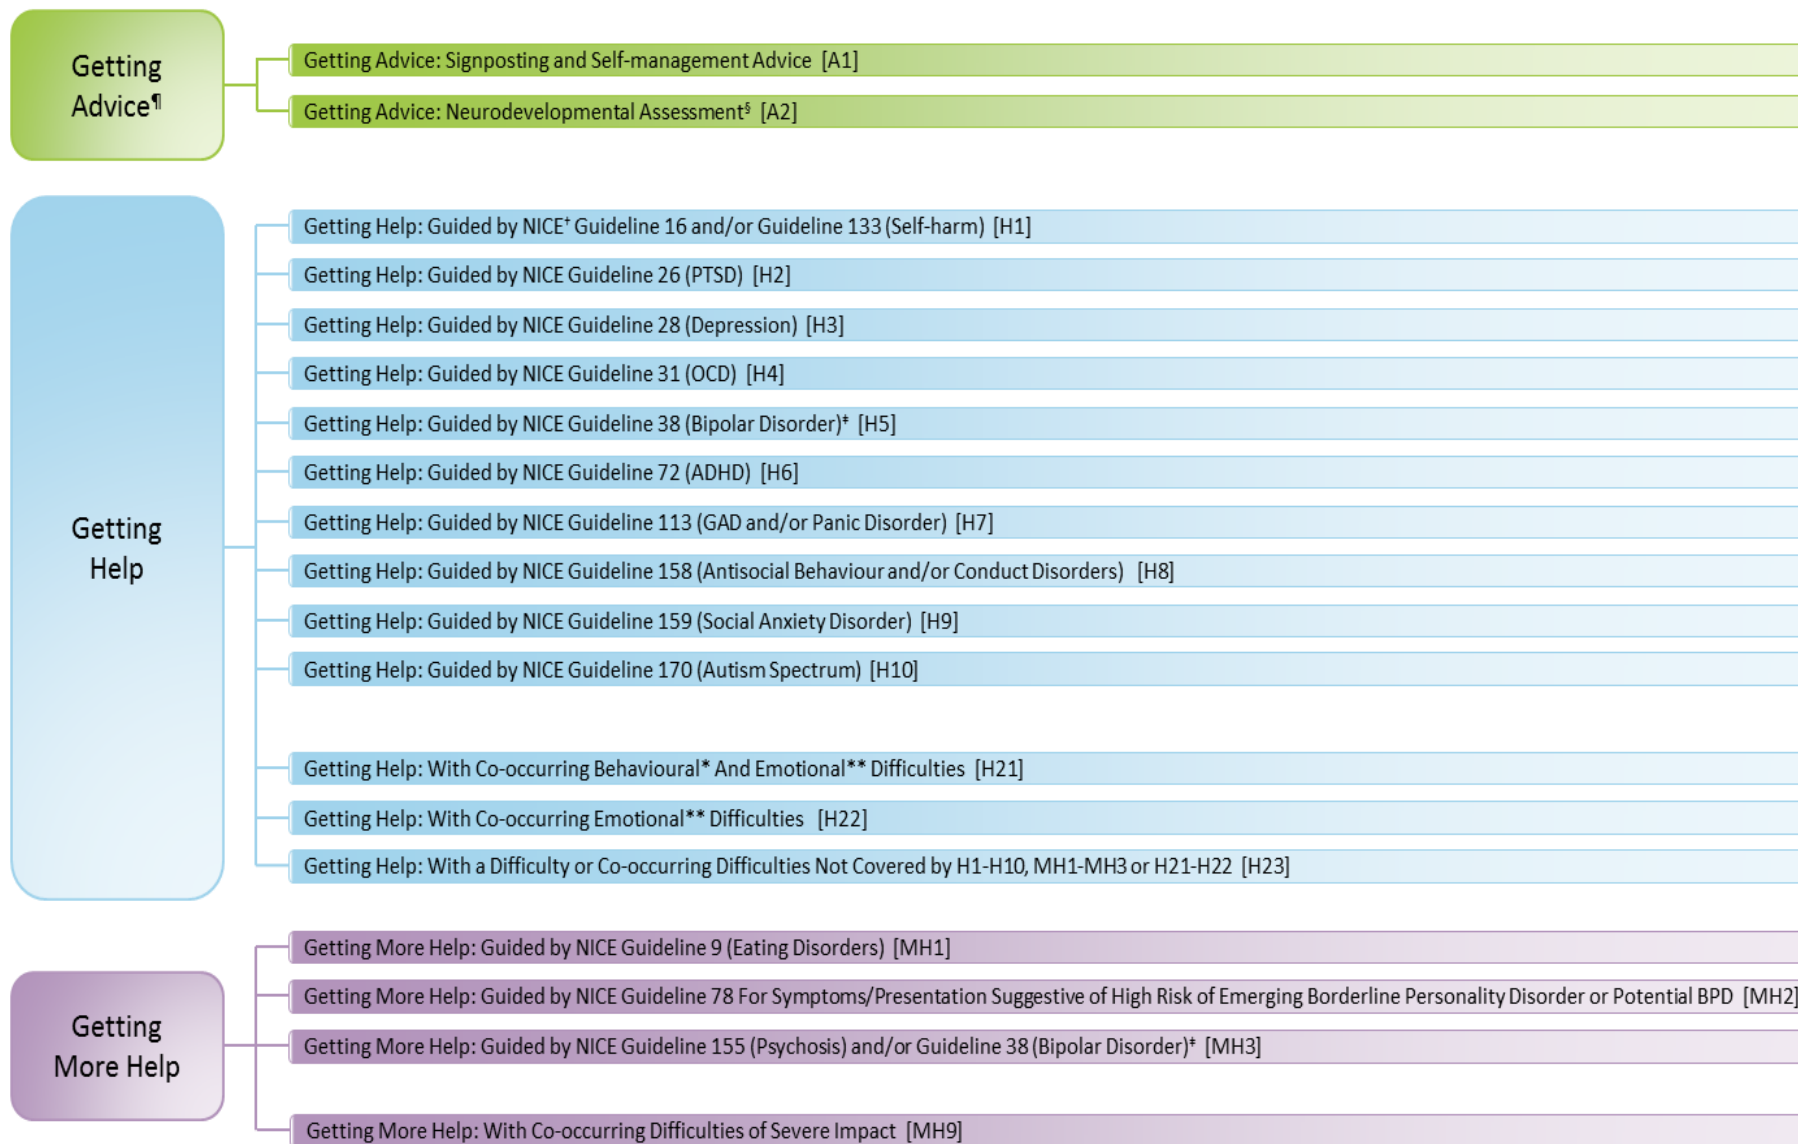 Getting
Advice¶
Getting Advice: Signposting and Self-management Advice [A1]
Getting Advice: Neurodevelopmental Assessment§ [A2]
Getting
Help
Getting Help: Guided by NICE† Guideline 16 and/or Guideline 133 (Self-harm) [H1]
Getting Help: Guided by NICE Guideline 26 (PTSD) [H2]
Getting Help: Guided by NICE Guideline 28 (Depression) [H3]
Getting Help: Guided by NICE Guideline 31 (OCD) [H4]
Getting Help: Guided by NICE Guideline 38 (Bipolar Disorder)‡ [H5]
Getting Help: Guided by NICE Guideline 72 (ADHD) [H6]
Getting Help: Guided by NICE Guideline 113 (GAD and/or Panic Disorder) [H7]
Getting Help: Guided by NICE Guideline 158 (Antisocial Behaviour and/or Conduct Disorders) [H8]
Getting Help: Guided by NICE Guideline 159 (Social Anxiety Disorder) [H9]
Getting Help: Guided by NICE Guideline 170 (Autism Spectrum) [H10]
Getting Help: With Co-occurring Behavioural* And Emotional** Difficulties [H21]
Getting Help: With Co-occurring Emotional** Difficulties [H22]
Getting Help: With a Difficulty or Co-occurring Difficulties Not Covered by H1-H10, MH1-MH3 or H21-H22 [H23]
Getting
More Help
Getting More Help: Guided by NICE Guideline 9 (Eating Disorders) [MH1]
Getting More Help: Guided by NICE Guideline 78 For Symptoms/Presentation Suggestive of High Risk of Emerging Borderline Personality Disorder or Potential BPD [MH2]
Getting More Help: Guided by NICE Guideline 155 (Psychosis) and/or Guideline 38 (Bipolar Disorder)‡ [MH3]
Getting More Help: With Co-occurring Difficulties of Severe Impact [MH9]